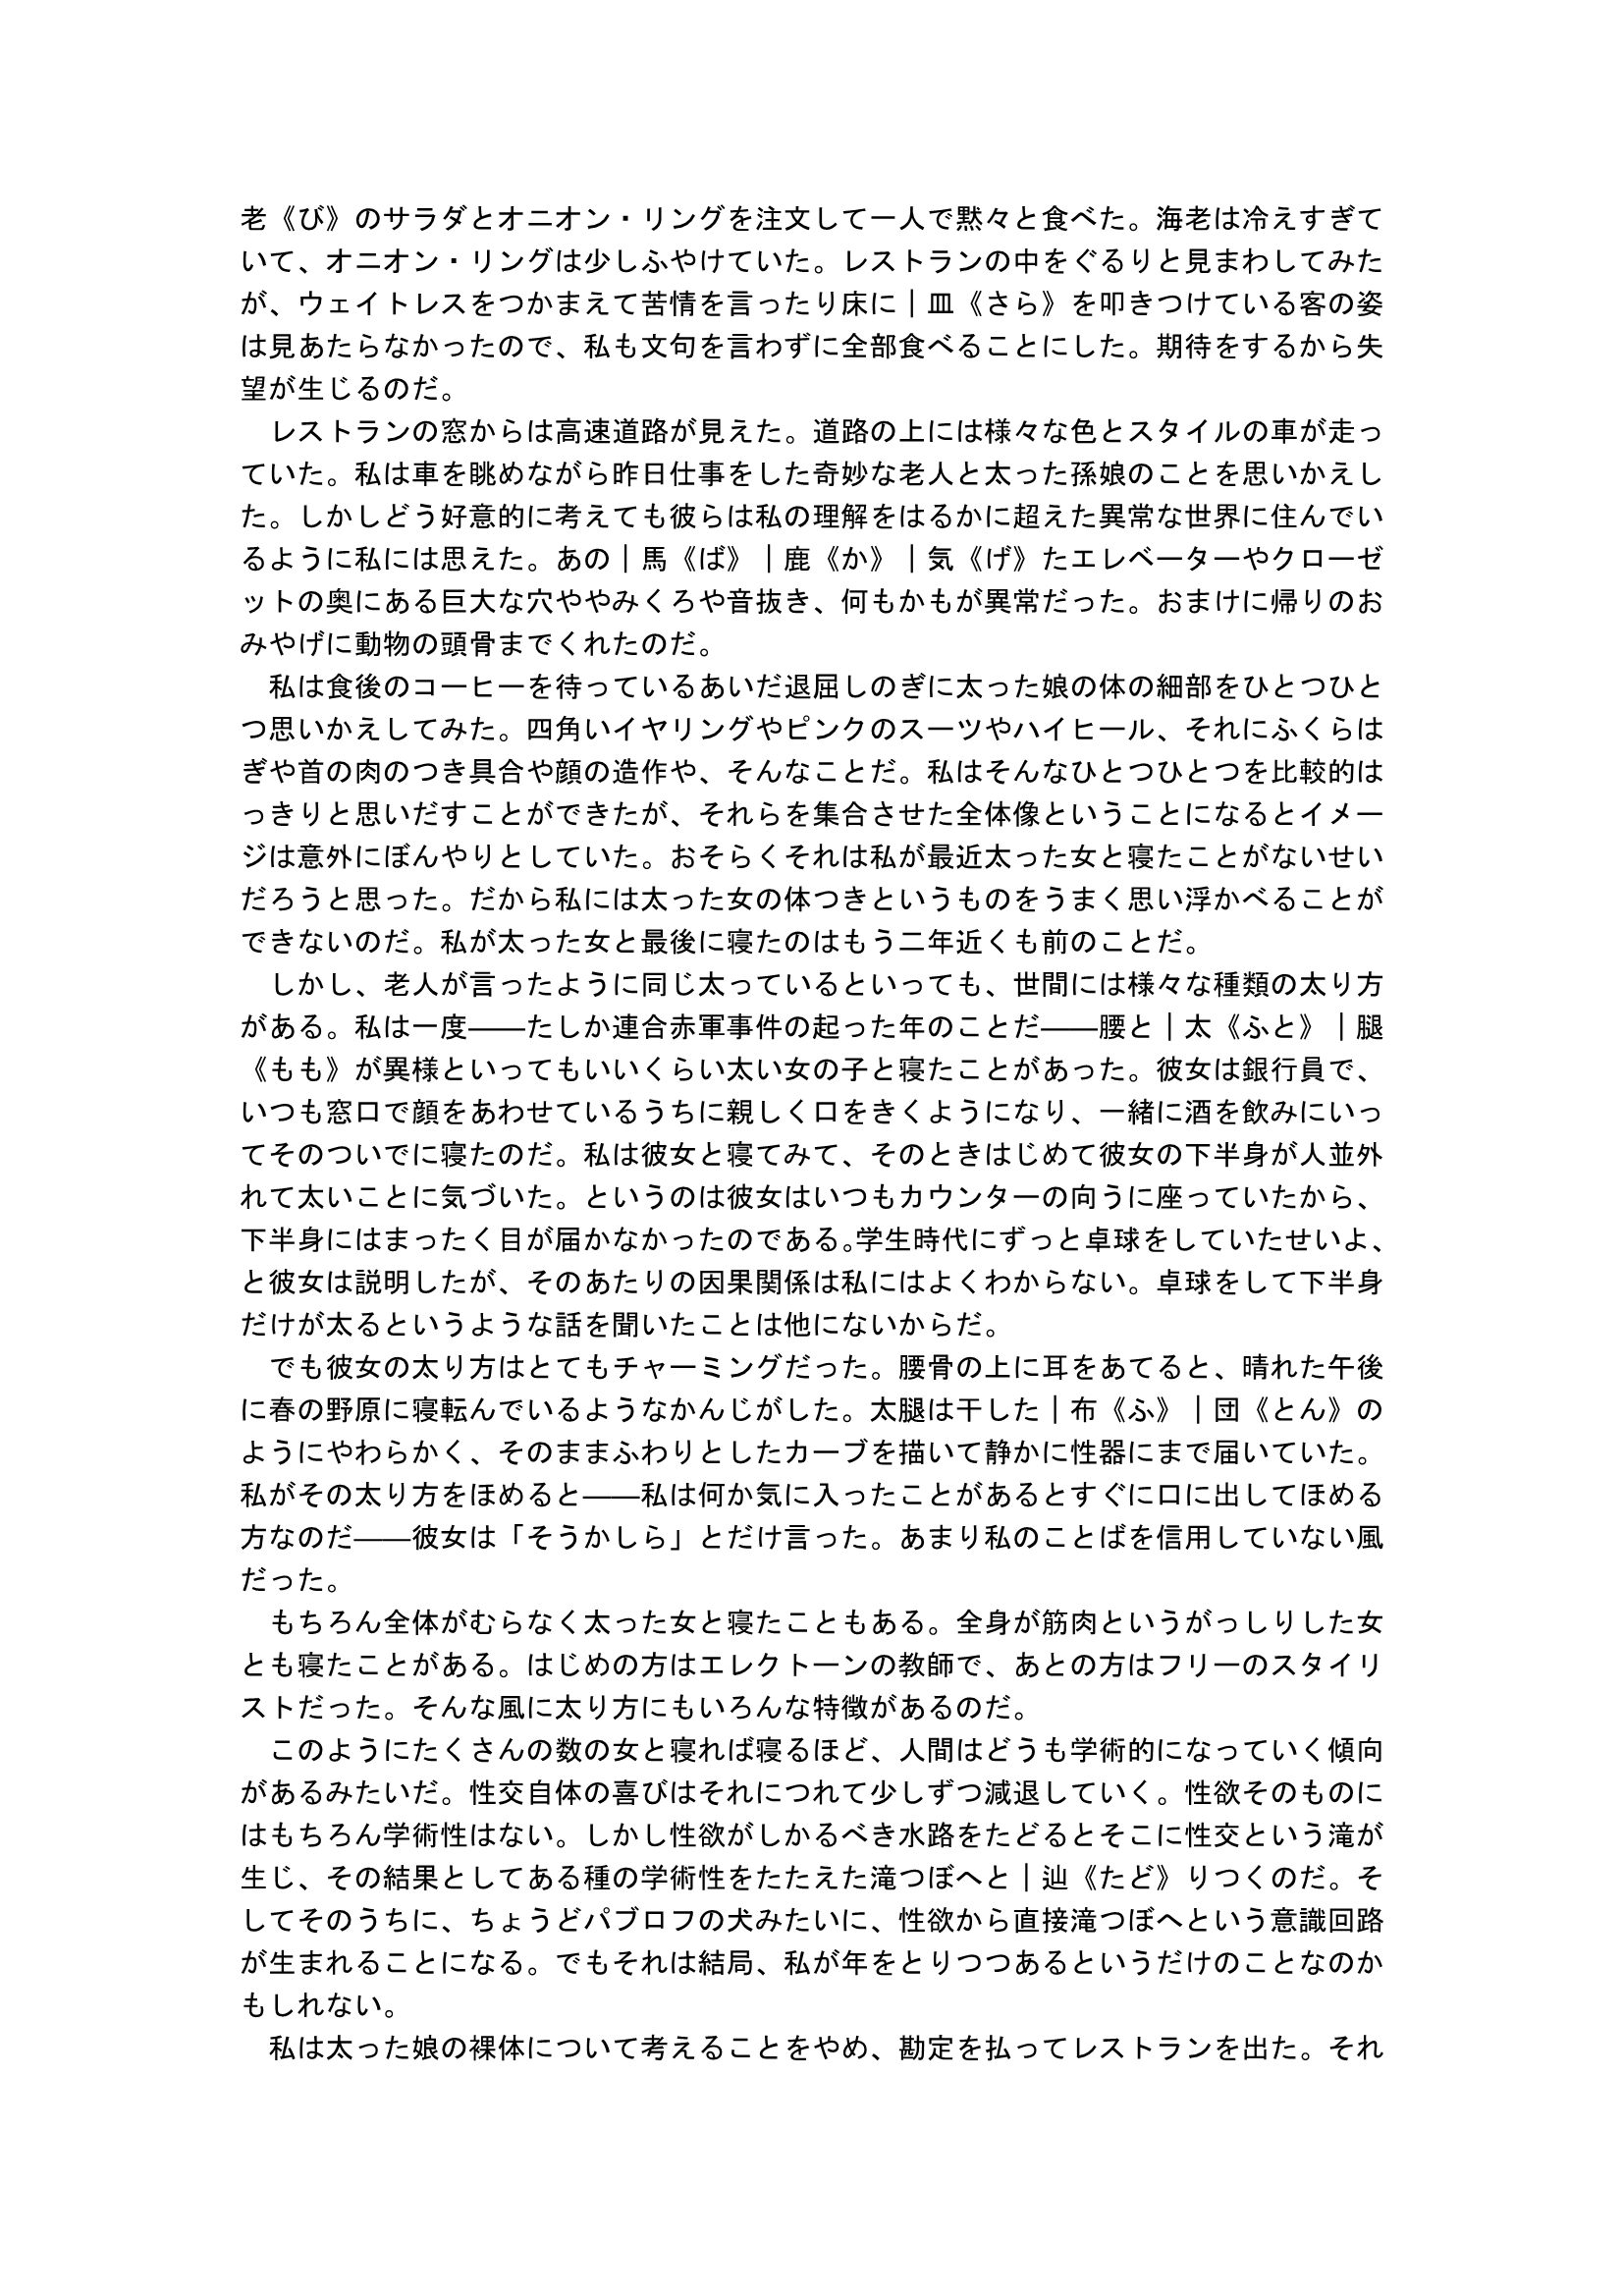 老《び》のサラダとオニオン・リングを注文して一人で黙々と食べた。海老は冷えすぎて
いて、オニオン・リングは少しふやけていた。レストランの中をぐるりと見まわしてみた
が、ウェイトレスをつかまえて苦情を言ったり床に｜皿《さら》を叩きつけている客の姿
は見あたらなかったので、私も文句を言わずに全部食べることにした。期待をするから失
望が生じるのだ。
　レストランの窓からは高速道路が見えた。道路の上には様々な色とスタイルの車が走っ
ていた。私は車を眺めながら昨日仕事をした奇妙な老人と太った孫娘のことを思いかえし
た。しかしどう好意的に考えても彼らは私の理解をはるかに超えた異常な世界に住んでい
るように私には思えた。あの｜馬《ば》｜鹿《か》｜気《げ》たエレベーターやクローゼ
ットの奥にある巨大な穴ややみくろや音抜き、何もかもが異常だった。おまけに帰りのお
みやげに動物の頭骨までくれたのだ。
　私は食後のコーヒーを待っているあいだ退屈しのぎに太った娘の体の細部をひとつひと
つ思いかえしてみた。四角いイヤリングやピンクのスーツやハイヒール、それにふくらは
ぎや首の肉のつき具合や顔の造作や、そんなことだ。私はそんなひとつひとつを比較的は
っきりと思いだすことができたが、それらを集合させた全体像ということになるとイメー
ジは意外にぼんやりとしていた。おそらくそれは私が最近太った女と寝たことがないせい
だろうと思った。だから私には太った女の体つきというものをうまく思い浮かべることが
できないのだ。私が太った女と最後に寝たのはもう二年近くも前のことだ。
　しかし、老人が言ったように同じ太っているといっても、世間には様々な種類の太り方
がある。私は一度――たしか連合赤軍事件の起った年のことだ――腰と｜太《ふと》｜腿
《もも》が異様といってもいいくらい太い女の子と寝たことがあった。彼女は銀行員で、
いつも窓口で顔をあわせているうちに親しく口をきくようになり、一緒に酒を飲みにいっ
てそのついでに寝たのだ。私は彼女と寝てみて、そのときはじめて彼女の下半身が人並外
れて太いことに気づいた。というのは彼女はいつもカウンターの向うに座っていたから、
下半身にはまったく目が届かなかったのである。学生時代にずっと卓球をしていたせいよ、
と彼女は説明したが、そのあたりの因果関係は私にはよくわからない。卓球をして下半身
だけが太るというような話を聞いたことは他にないからだ。
　でも彼女の太り方はとてもチャーミングだった。腰骨の上に耳をあてると、晴れた午後
に春の野原に寝転んでいるようなかんじがした。太腿は干した｜布《ふ》｜団《とん》の
ようにやわらかく、そのままふわりとしたカーブを描いて静かに性器にまで届いていた。
私がその太り方をほめると――私は何か気に入ったことがあるとすぐに口に出してほめる
方なのだ――彼女は「そうかしら」とだけ言った。あまり私のことばを信用していない風
だった。
　もちろん全体がむらなく太った女と寝たこともある。全身が筋肉というがっしりした女
とも寝たことがある。はじめの方はエレクトーンの教師で、あとの方はフリーのスタイリ
ストだった。そんな風に太り方にもいろんな特徴があるのだ。
　このようにたくさんの数の女と寝れば寝るほど、人間はどうも学術的になっていく傾向
があるみたいだ。性交自体の喜びはそれにつれて少しずつ減退していく。性欲そのものに
はもちろん学術性はない。しかし性欲がしかるべき水路をたどるとそこに性交という滝が
生じ、その結果としてある種の学術性をたたえた滝つぼへと｜辿《たど》りつくのだ。そ
してそのうちに、ちょうどパブロフの犬みたいに、性欲から直接滝つぼへという意識回路
が生まれることになる。でもそれは結局、私が年をとりつつあるというだけのことなのか
もしれない。
　私は太った娘の裸体について考えることをやめ、勘定を払ってレストランを出た。それ